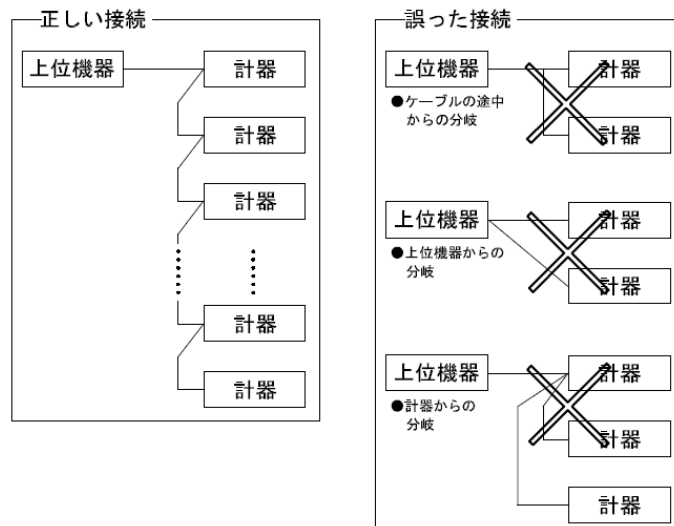 正しい接続
上位機器
計器
計器
計器
計器
計器
誤った接続
上位機器
計器
●ケーブルの途中
からの分岐
計器
上位機器
計器
●上位機器からの
分岐
計器
上位機器
計器
●計器からの
分岐
計器
計器